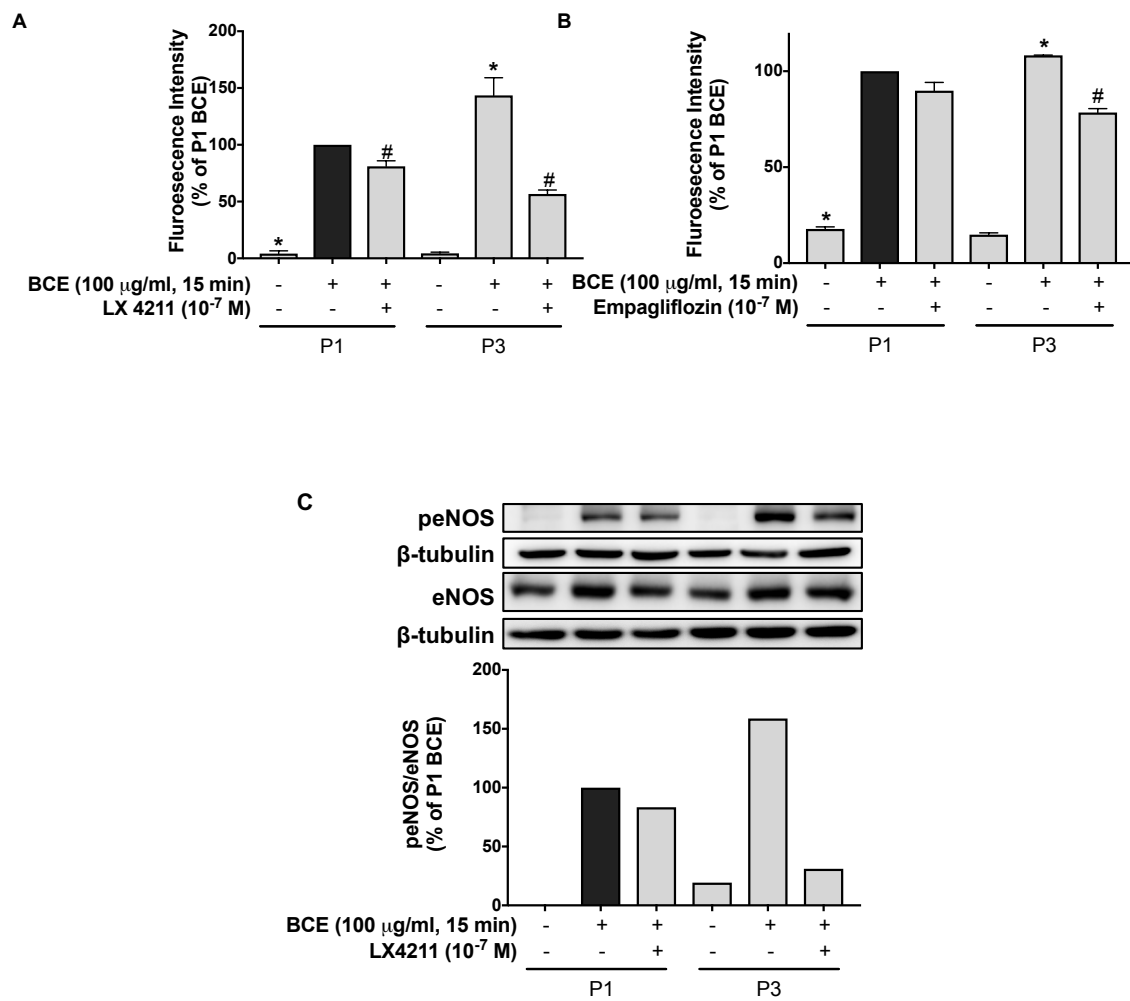 A
Fluroesecence Intensity
(% of P1 BCE)
200
150
100
50
0
*
#
*
#
BCE (100 μg/ml, 15 min) - + + - + +
LX 4211 (10⁻⁷ M) - - + - - +
P1 P3
B
Fluroesecence Intensity
(% of P1 BCE)
100
50
0
*
*
#
BCE (100 μg/ml, 15 min) - + + - + +
Empagliflozin (10⁻⁷ M) - - + - - +
P1 P3
C
peNOS
β-tubulin
eNOS
β-tubulin
peNOS/eNOS
(% of P1 BCE)
200
150
100
50
0
BCE (100 μg/ml, 15 min) - + + - + +
LX4211 (10⁻⁷ M) - - + - - +
P1 P3